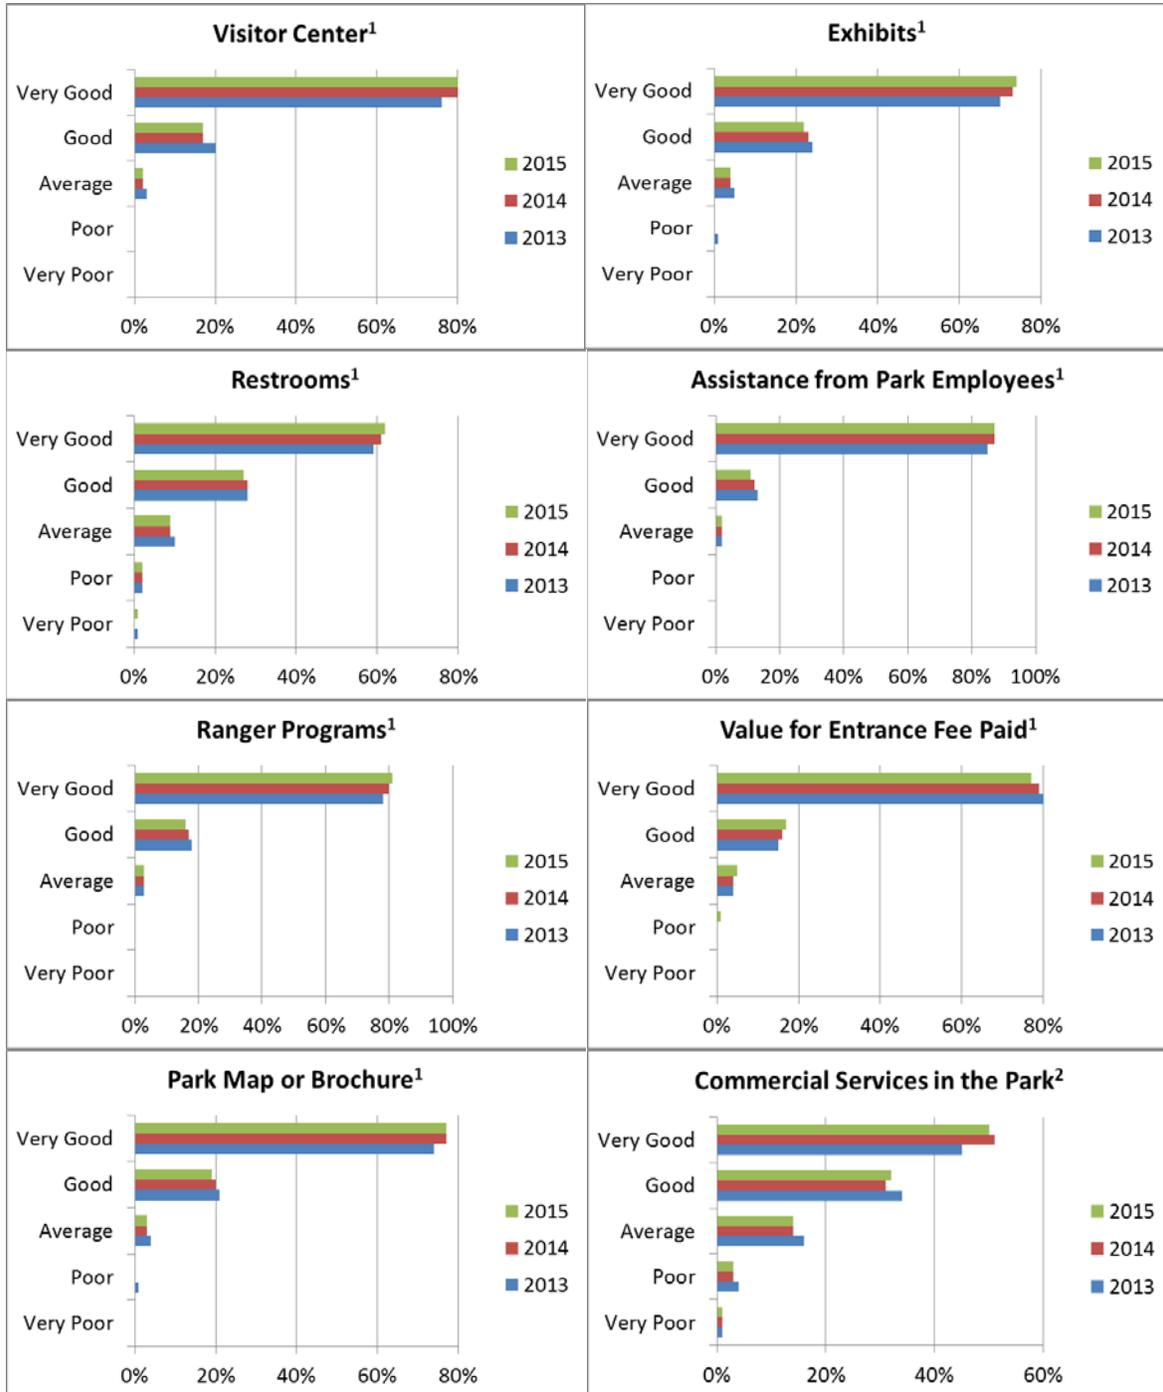 Visitor Center¹
Very Good
Good
Average
Poor
Very Poor
0% 20% 40% 60% 80%
2015
2014
2013
Exhibits¹
Very Good
Good
Average
Poor
Very Poor
0% 20% 40% 60% 80%
2015
2014
2013
Restrooms¹
Very Good
Good
Average
Poor
Very Poor
0% 20% 40% 60% 80%
2015
2014
2013
Assistance from Park Employees¹
Very Good
Good
Average
Poor
Very Poor
0% 20% 40% 60% 80% 100%
2015
2014
2013
Ranger Programs¹
Very Good
Good
Average
Poor
Very Poor
0% 20% 40% 60% 80% 100%
2015
2014
2013
Value for Entrance Fee Paid¹
Very Good
Good
Average
Poor
Very Poor
0% 20% 40% 60% 80%
2015
2014
2013
Park Map or Brochure¹
Very Good
Good
Average
Poor
Very Poor
0% 20% 40% 60% 80%
2015
2014
2013
Commercial Services in the Park²
Very Good
Good
Average
Poor
Very Poor
0% 20% 40% 60%
2015
2014
2013